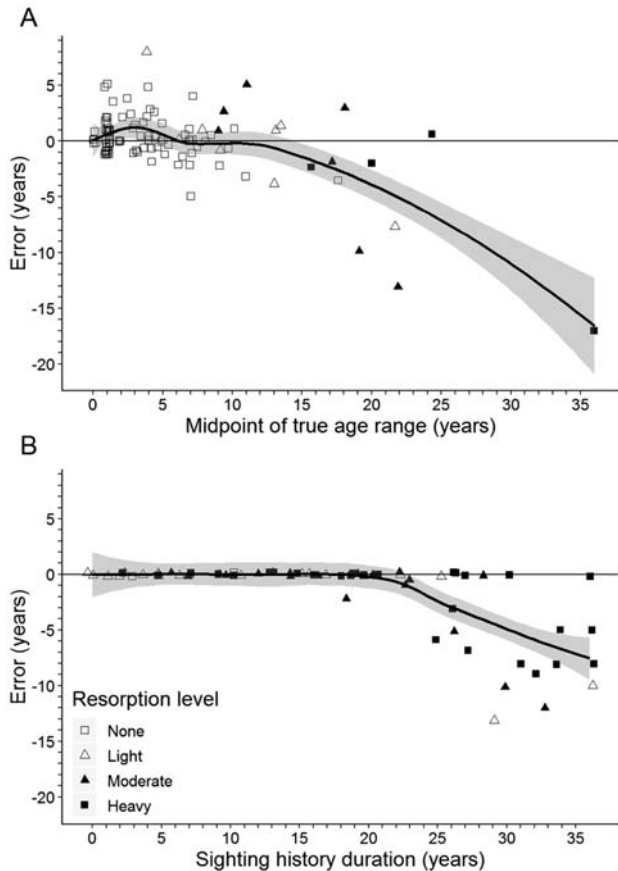 A
5
0
-5
-10
-15
-20
Error (years)
0 5 10 15 20 25 30 35
Midpoint of true age range (years)
B
5
0
-5
-10
-15
-20
Error (years)
Resorption level
None
Light
Moderate
Heavy
0 5 10 15 20 25 30 35
Sighting history duration (years)